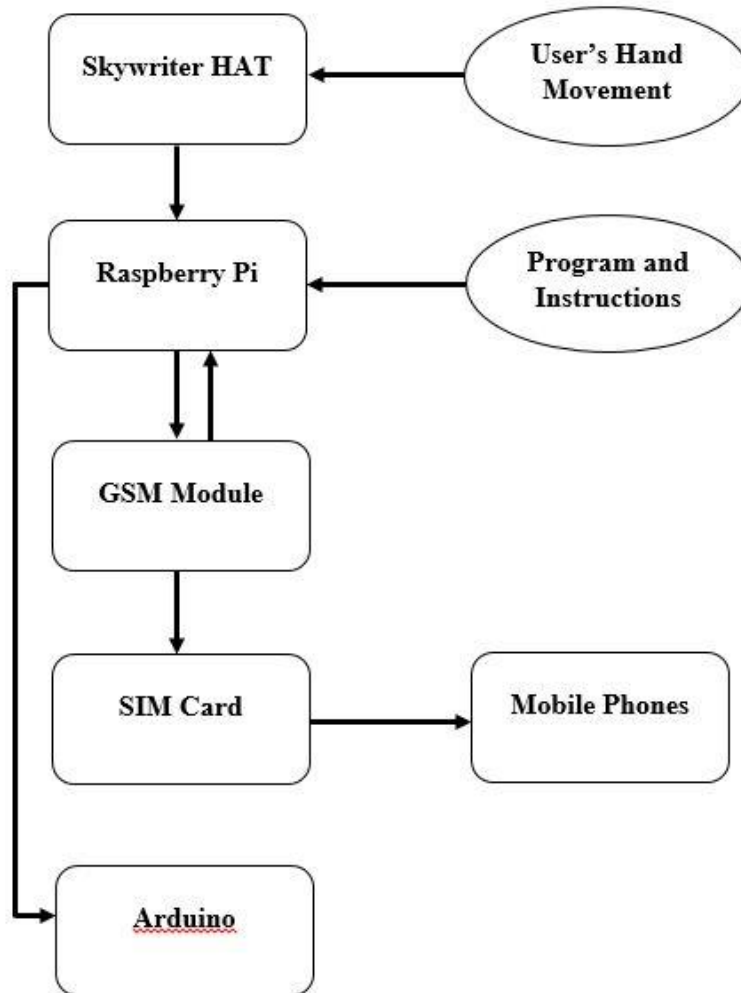 Skywriter HAT
User’s Hand
Movement
Raspberry Pi
Program and
Instructions
GSM Module
SIM Card
Mobile Phones
Arduino